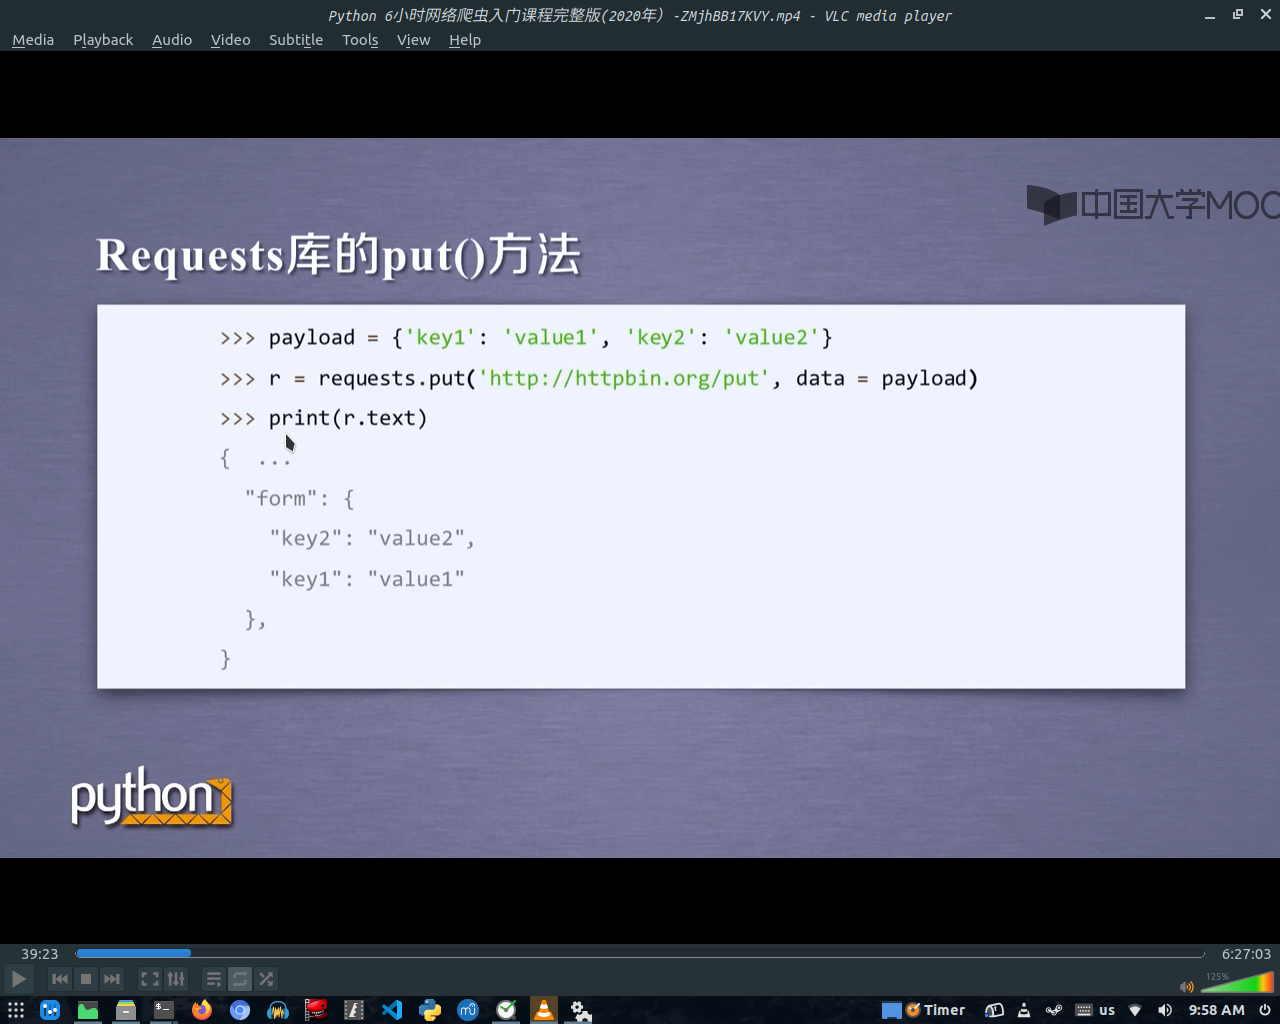 Python 6小时网络爬虫入门课程完整版(2020年）-ZMjhBB17KVY.mp4 - VLC media player
Media Playback Audio Video Subtitle Tools View Help
中国大学MOO
Requests库的put()方法
>>> payload = {'key1': 'value1', 'key2': 'value2'}
>>> r = requests.put('http://httpbin.org/put', data = payload)
>>> print(r.text)
{ ...
"form": {
"key2": "value2",
"key1": "value1"
},
}
python
39:23 6:27:03
125%
Timer us 9:58 AM